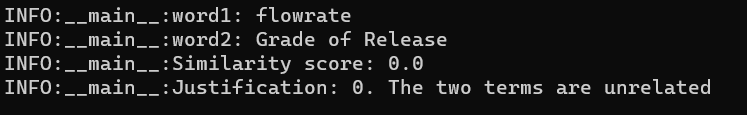 INFO:__main__:word1: flowrate
INFO:__main__:word2: Grade of Release
INFO:__main__:Similarity score: 0.0
INFO:__main__:Justification: 0. The two terms are unrelated